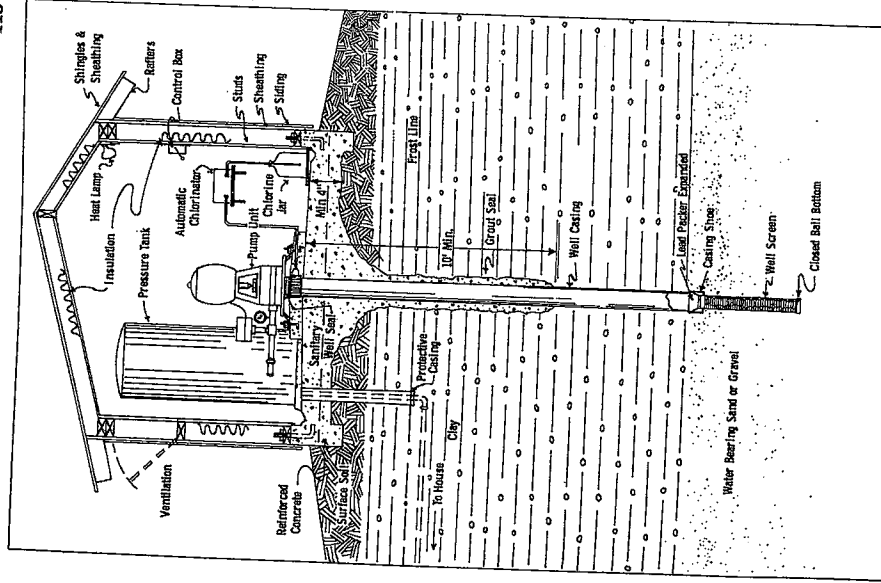 Shingles &
Sheathing
Rafters
Control Box
Heat Lamp
Studs
Sheathing
Siding
Insulation
Automatic
Chlorinator
Pressure Tank
Pump Unit
Chlorine
Jar
Min 4"
Ventilation
Sanitary
Well Seal
Reinforced
Concrete
Surface Soil
Frost Line
10' Min.
Grout Seal
Protective
Casing
To House
Clay
Well Casing
Lead Packer Expanded
Casing Shoe
Water Bearing Sand or Gravel
Well Screen
Closed Bail Bottom